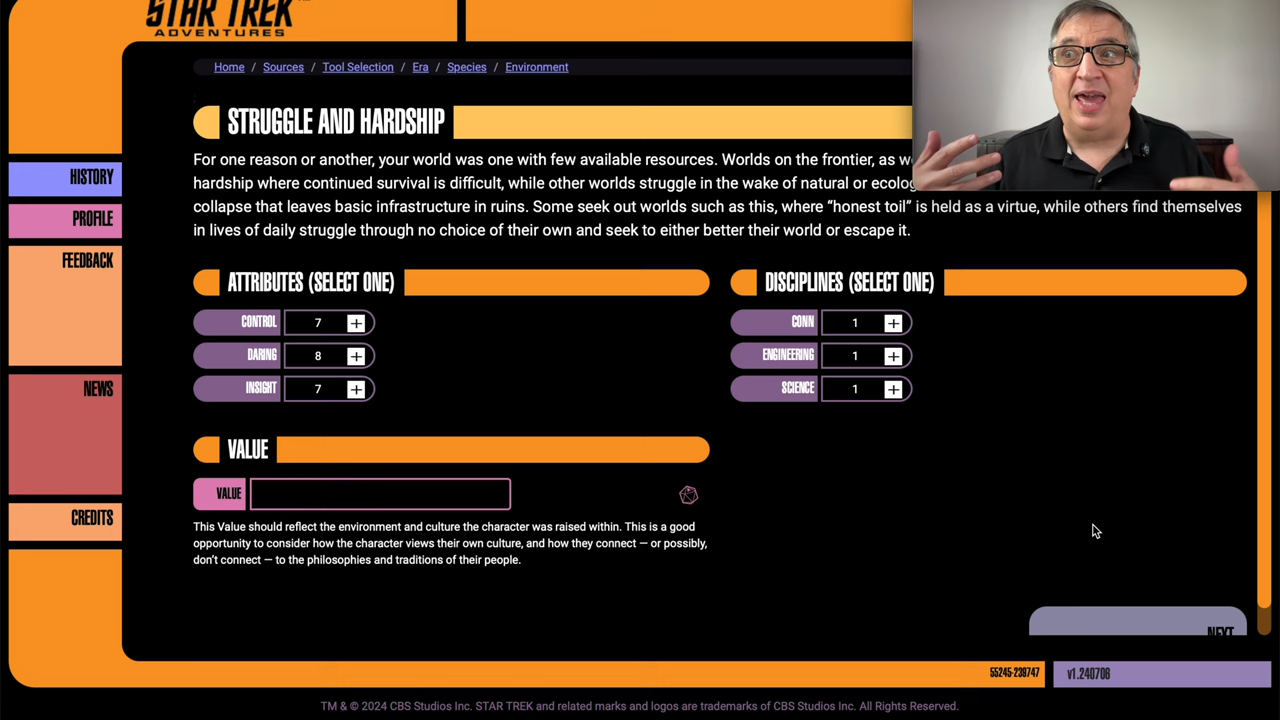 STAR TREK
ADVENTURES
Home / Sources / Tool Selection / Era / Species / Environment
STRUGGLE AND HARDSHIP
For one reason or another, your world was one with few available resources. Worlds on the frontier, as
hardship where continued survival is difficult, while other worlds struggle in the wake of natural or
collapse that leaves basic infrastructure in ruins. Some seek out worlds such as this, where “honest toil” is held as a virtue, while others find themselves
in lives of daily struggle through no choice of their own and seek to either better their world or escape it.
HISTORY
PROFILE
FEEDBACK
NEWS
CREDITS
ATTRIBUTES (SELECT ONE)
CONTROL 7 +
DARING 8 +
INSIGHT 7 +
DISCIPLINES (SELECT ONE)
CONN 1 +
ENGINEERING 1 +
SCIENCE 1 +
VALUE
VALUE
This Value should reflect the environment and culture the character was raised within. This is a good
opportunity to consider how the character views their own culture, and how they connect — or possibly,
don't connect — to the philosophies and traditions of their people.
NEXT
55245-239747
v1.240706
TM & © 2024 CBS Studios Inc. STAR TREK and related marks and logos are trademarks of CBS Studios Inc. All Rights Reserved.